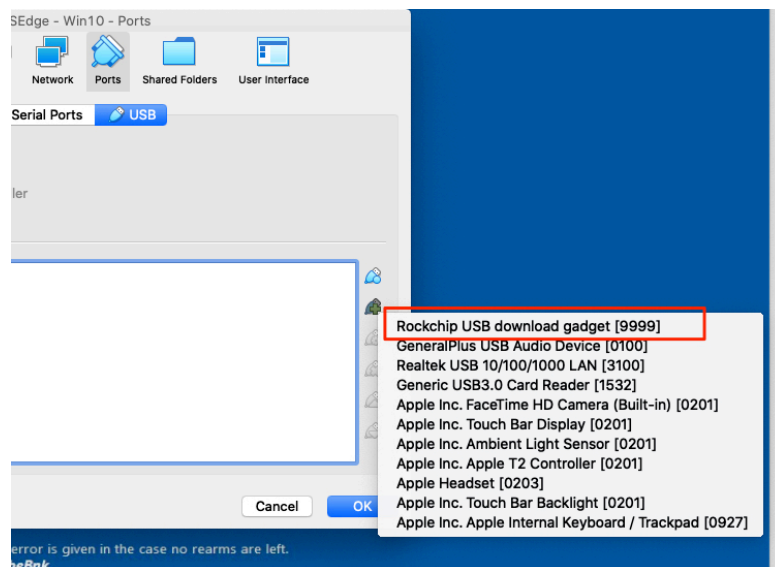 SEdge - Win10 - Ports
Network Ports Shared Folders User Interface
Serial Ports USB
ler
Rockchip USB download gadget [9999]
GeneralPlus USB Audio Device [0100]
Realtek USB 10/100/1000 LAN [3100]
Generic USB3.0 Card Reader [1532]
Apple Inc. FaceTime HD Camera (Built-in) [0201]
Apple Inc. Touch Bar Display [0201]
Apple Inc. Ambient Light Sensor [0201]
Apple Inc. Apple T2 Controller [0201]
Apple Headset [0203]
Apple Inc. Touch Bar Backlight [0201]
Apple Inc. Apple Internal Keyboard / Trackpad [0927]
Cancel OK
error is given in the case no rearms are left.